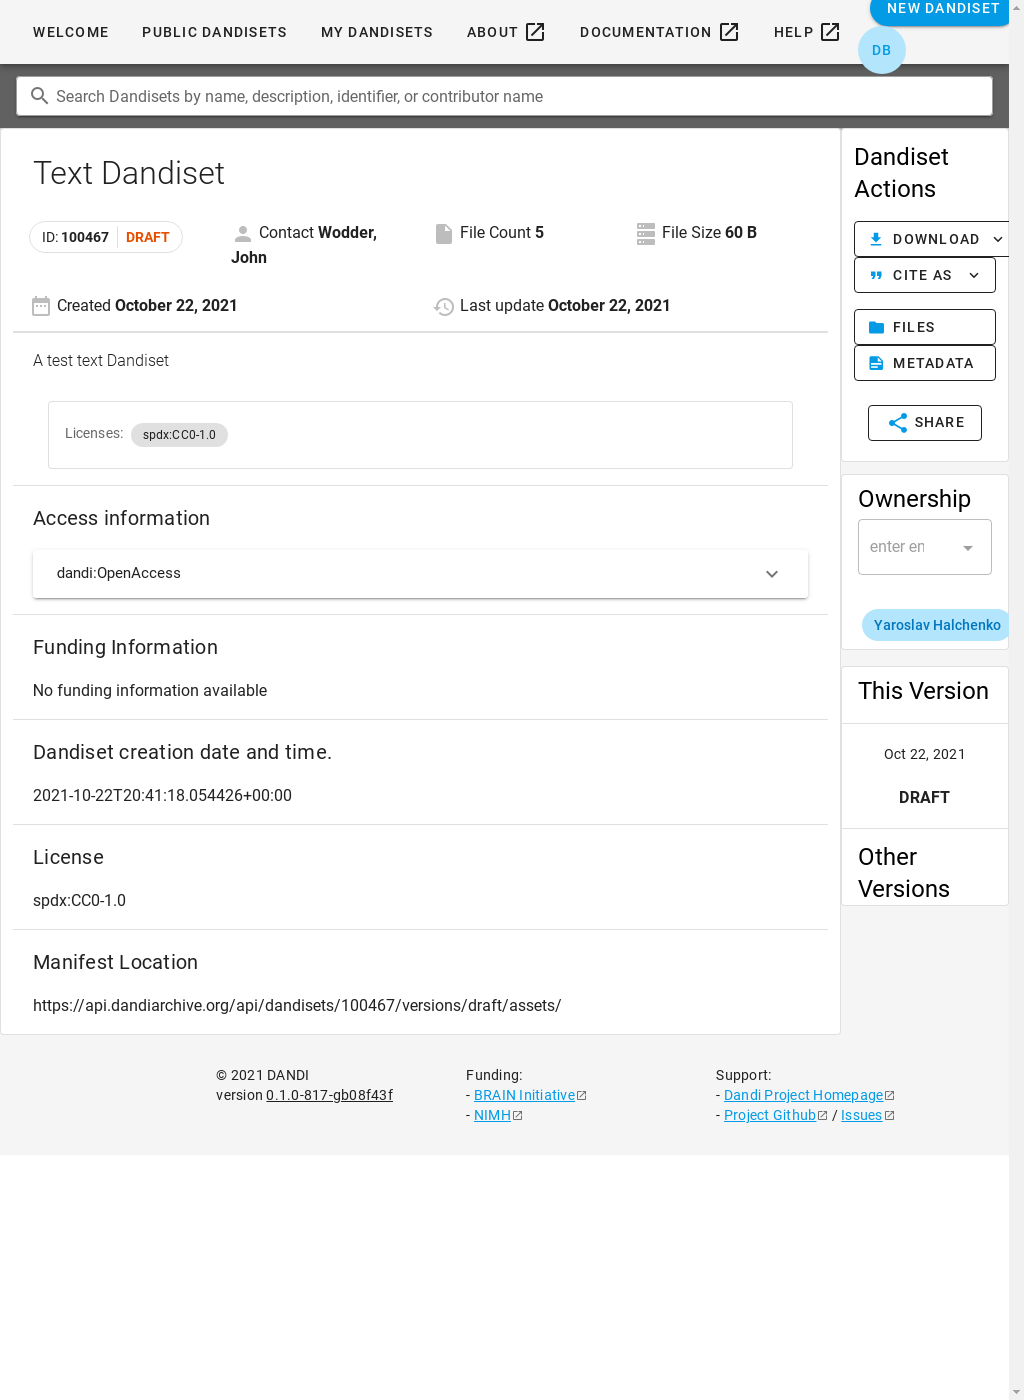 WELCOME
PUBLIC DANDISETS
MY DANDISETS
ABOUT
DOCUMENTATION
HELP
NEW DANDISET
DB
Search Dandisets by name, description, identifier, or contributor name
Text Dandiset
ID: 100467 DRAFT
Contact Wodder,
John
File Count 5
File Size 60 B
Created October 22, 2021
Last update October 22, 2021
A test text Dandiset
Licenses: spdx:CC0-1.0
Access information
dandi:OpenAccess
Funding Information
No funding information available
Dandiset creation date and time.
2021-10-22T20:41:18.054426+00:00
License
spdx:CC0-1.0
Manifest Location
https://api.dandiarchive.org/api/dandisets/100467/versions/draft/assets/
Dandiset
Actions
DOWNLOAD
CITE AS
FILES
METADATA
SHARE
Ownership
enter en
Yaroslav Halchenko
This Version
Oct 22, 2021
DRAFT
Other
Versions
© 2021 DANDI
version 0.1.0-817-gb08f43f
Funding:
- BRAIN Initiative
- NIMH
Support:
- Dandi Project Homepage
- Project Github / Issues